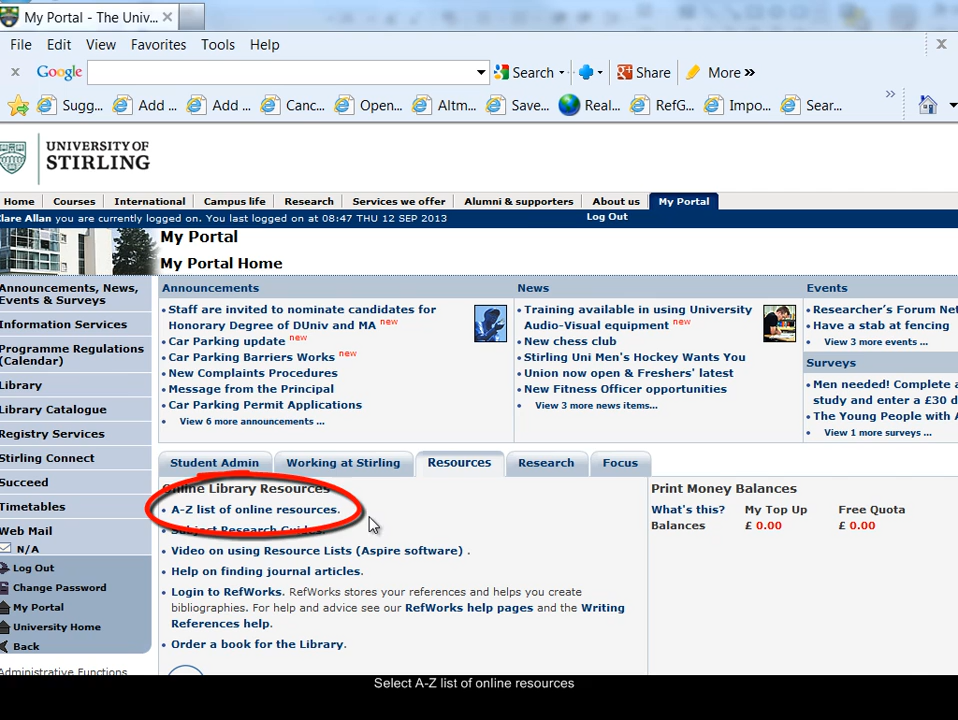 My Portal - The Univ...
File Edit View Favorites Tools Help
Google Search Share More »
Sugg... Add ... Add ... Canc... Open... Altm... Save... Real... RefG... Impo... Sear...
UNIVERSITY OF
STIRLING
Home Courses International Campus life Research Services we offer Alumni & supporters About us My Portal
lare Allan you are currently logged on. You last logged on at 08:47 THU 12 SEP 2013 Log Out
My Portal
My Portal Home
Announcements, News,
Events & Surveys
Information Services
Programme Regulations
(Calendar)
Library
Library Catalogue
Registry Services
Stirling Connect
Succeed
Timetables
Web Mail
N/A
Log Out
Change Password
My Portal
University Home
Back
Administrative Functions
Announcements
Staff are invited to nominate candidates for
Honorary Degree of DUniv and MA new
Car Parking update new
Car Parking Barriers Works new
New Complaints Procedures
Message from the Principal
Car Parking Permit Applications
View 6 more announcements ...
News
Training available in using University
Audio-Visual equipment new
New chess club
Stirling Uni Men's Hockey Wants You
Union now open & Freshers' latest
New Fitness Officer opportunities
View 3 more news items...
Events
Researcher's Forum Net
Have a stab at fencing
View 3 more events ...
Surveys
Men needed! Complete a
study and enter a £30 d
The Young People with A
View 1 more surveys ...
Student Admin Working at Stirling Resources Research Focus
Online Library Resources
A-Z list of online resources.
Subject Research Guides.
Video on using Resource Lists (Aspire software) .
Help on finding journal articles.
Login to RefWorks. RefWorks stores your references and helps you create
bibliographies. For help and advice see our RefWorks help pages and the Writing
References help.
Order a book for the Library.
Print Money Balances
What's this? My Top Up Free Quota
Balances £ 0.00 £ 0.00
Select A-Z list of online resources